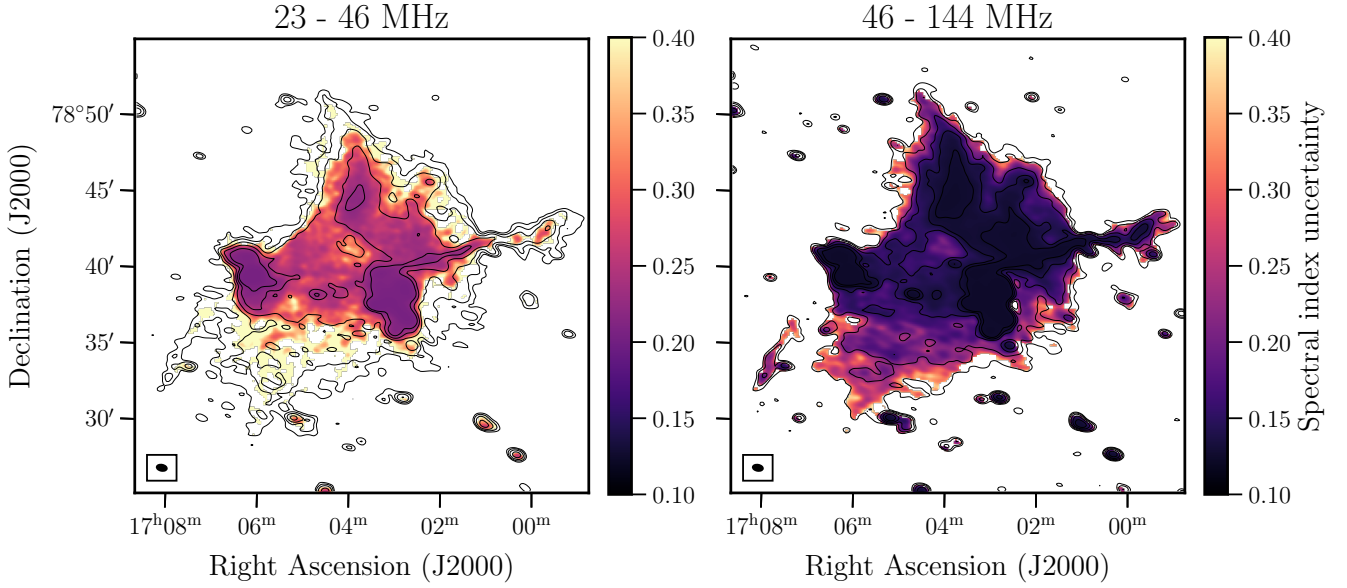 23 - 46 MHz
46 - 144 MHz
Declination (J2000)
78°50′
45′
40′
35′
30′
17ʰ08ᵐ
06ᵐ
04ᵐ
02ᵐ
00ᵐ
Right Ascension (J2000)
0.40
0.35
0.30
0.25
0.20
0.15
0.10
17ʰ08ᵐ
06ᵐ
04ᵐ
02ᵐ
00ᵐ
Right Ascension (J2000)
0.40
0.35
0.30
0.25
0.20
0.15
0.10
Spectral index uncertainty